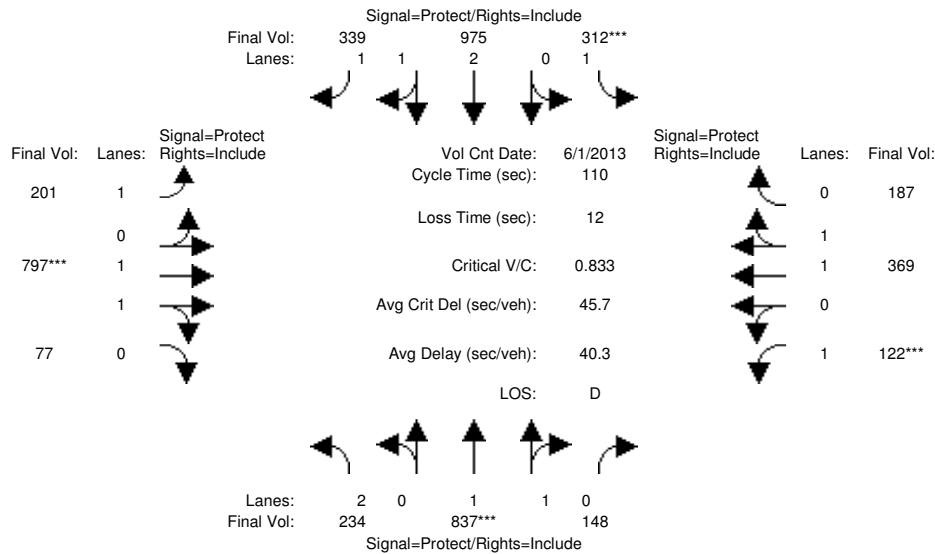 Signal=Protect/Rights=Include
Final Vol: 339 975 312***
Lanes: 1 1 2 0 1
Signal=Protect
Final Vol: Lanes: Rights=Include
Vol Cnt Date: 6/1/2013
Signal=Protect
Rights=Include Lanes: Final Vol:
Cycle Time (sec): 110
201 1
0 187
Loss Time (sec): 12
0
1
797*** 1
Critical V/C: 0.833
1 369
1
Avg Crit Del (sec/veh): 45.7
0
77 0
Avg Delay (sec/veh): 40.3
1 122***
LOS: D
Lanes: 2 0 1 1 0
Final Vol: 234 837*** 148
Signal=Protect/Rights=Include